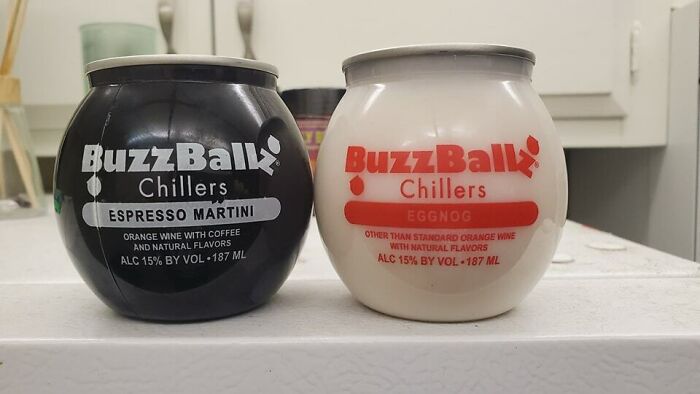 BuzzBallz®
Chillers
ESPRESSO MARTINI
ORANGE WINE WITH COFFEE
AND NATURAL FLAVORS
ALC 15% BY VOL • 187 ML
BuzzBallz®
Chillers
EGGNOG
OTHER THAN STANDARD ORANGE WINE
WITH NATURAL FLAVORS
ALC 15% BY VOL • 187 ML